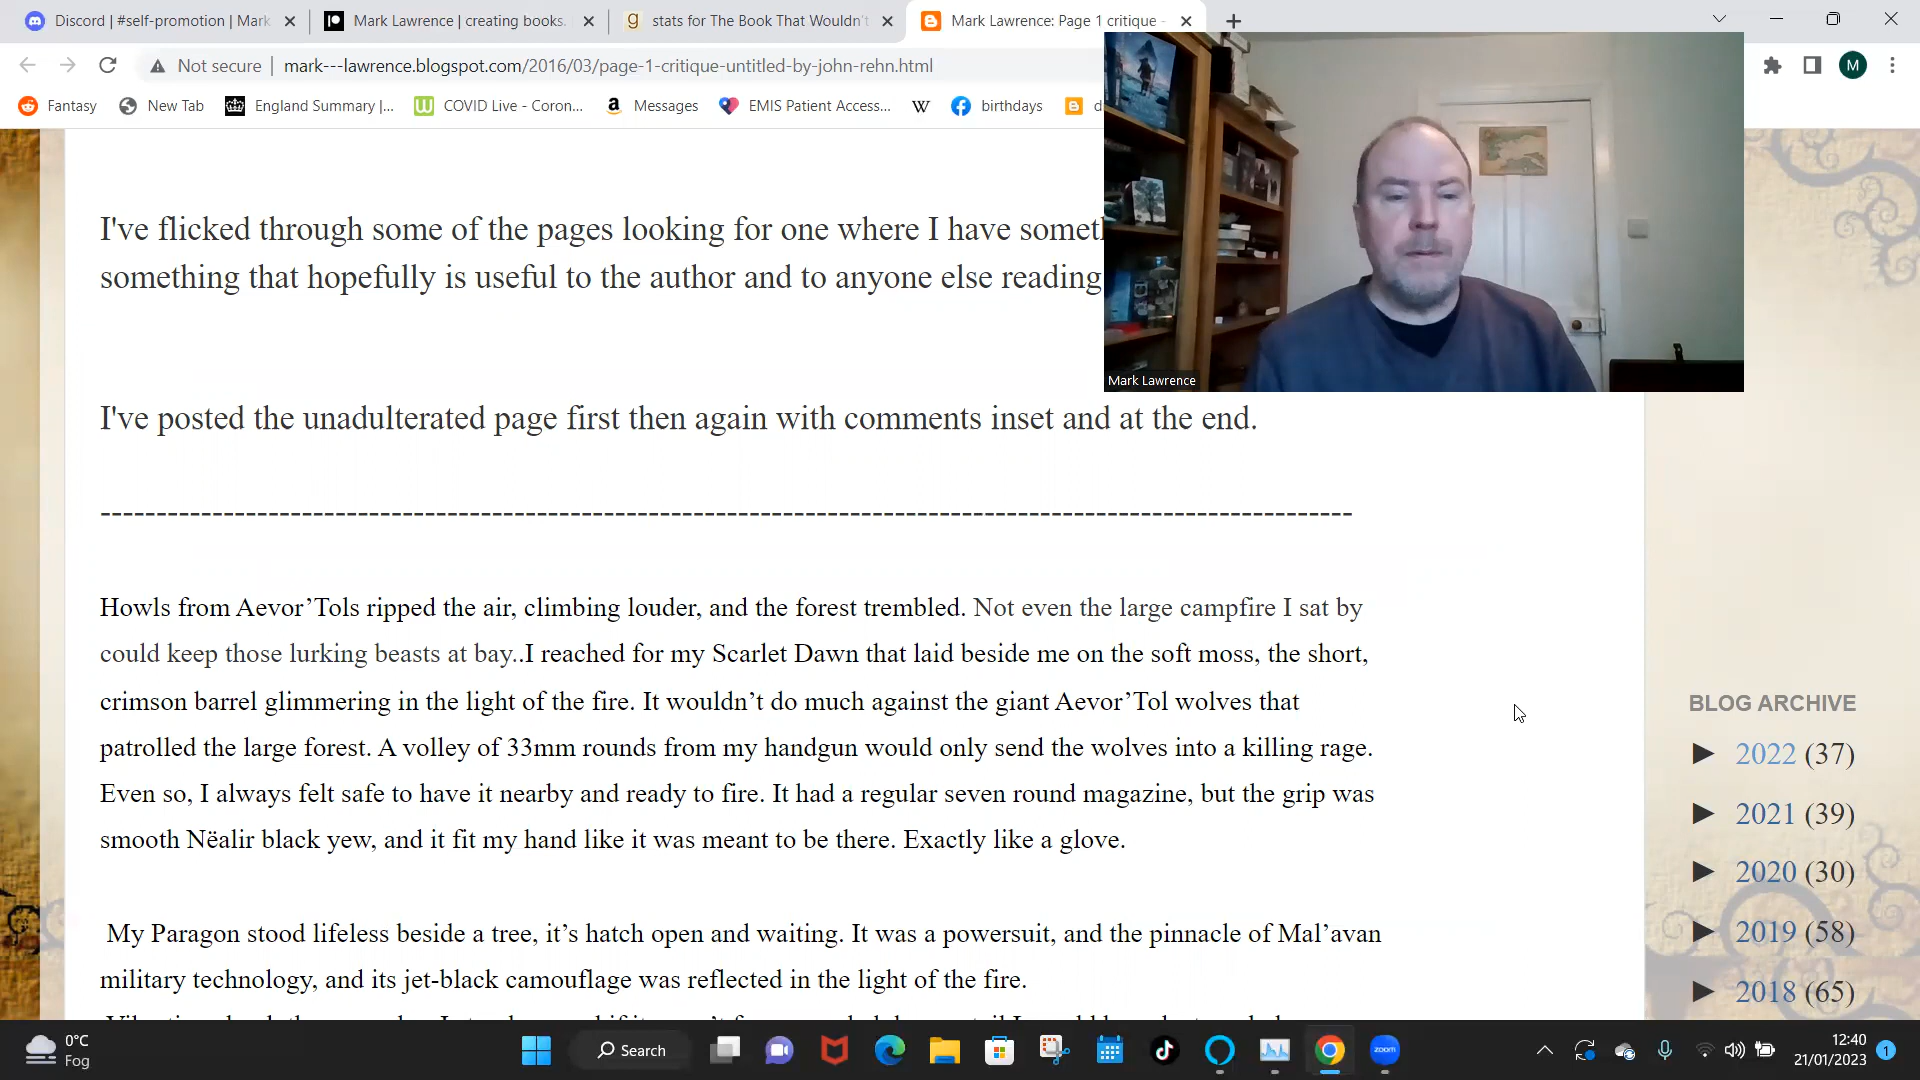 Discord | #self-promotion | Mark
Mark Lawrence | creating books.
stats for The Book That Wouldn't
Mark Lawrence: Page 1 critique -
Not secure
mark---lawrence.blogspot.com/2016/03/page-1-critique-untitled-by-john-rehn.html
M
Fantasy
New Tab
England Summary |...
COVID Live - Coron...
Messages
EMIS Patient Access...
birthdays
Mark Lawrence
I've flicked through some of the pages looking for one where I have
something that hopefully is useful to the author and to anyone else reading
I've posted the unadulterated page first then again with comments inset and at the end.
Howls from Aevor’Tols ripped the air, climbing louder, and the forest trembled. Not even the large campfire I sat by
could keep those lurking beasts at bay..I reached for my Scarlet Dawn that laid beside me on the soft moss, the short,
crimson barrel glimmering in the light of the fire. It wouldn’t do much against the giant Aevor’Tol wolves that
patrolled the large forest. A volley of 33mm rounds from my handgun would only send the wolves into a killing rage.
Even so, I always felt safe to have it nearby and ready to fire. It had a regular seven round magazine, but the grip was
smooth Nëalir black yew, and it fit my hand like it was meant to be there. Exactly like a glove.
My Paragon stood lifeless beside a tree, it’s hatch open and waiting. It was a powersuit, and the pinnacle of Mal’avan
military technology, and its jet-black camouflage was reflected in the light of the fire.
BLOG ARCHIVE
► 2022 (37)
► 2021 (39)
► 2020 (30)
► 2019 (58)
► 2018 (65)
0°C
Fog
Search
zoom
12:40
21/01/2023
1